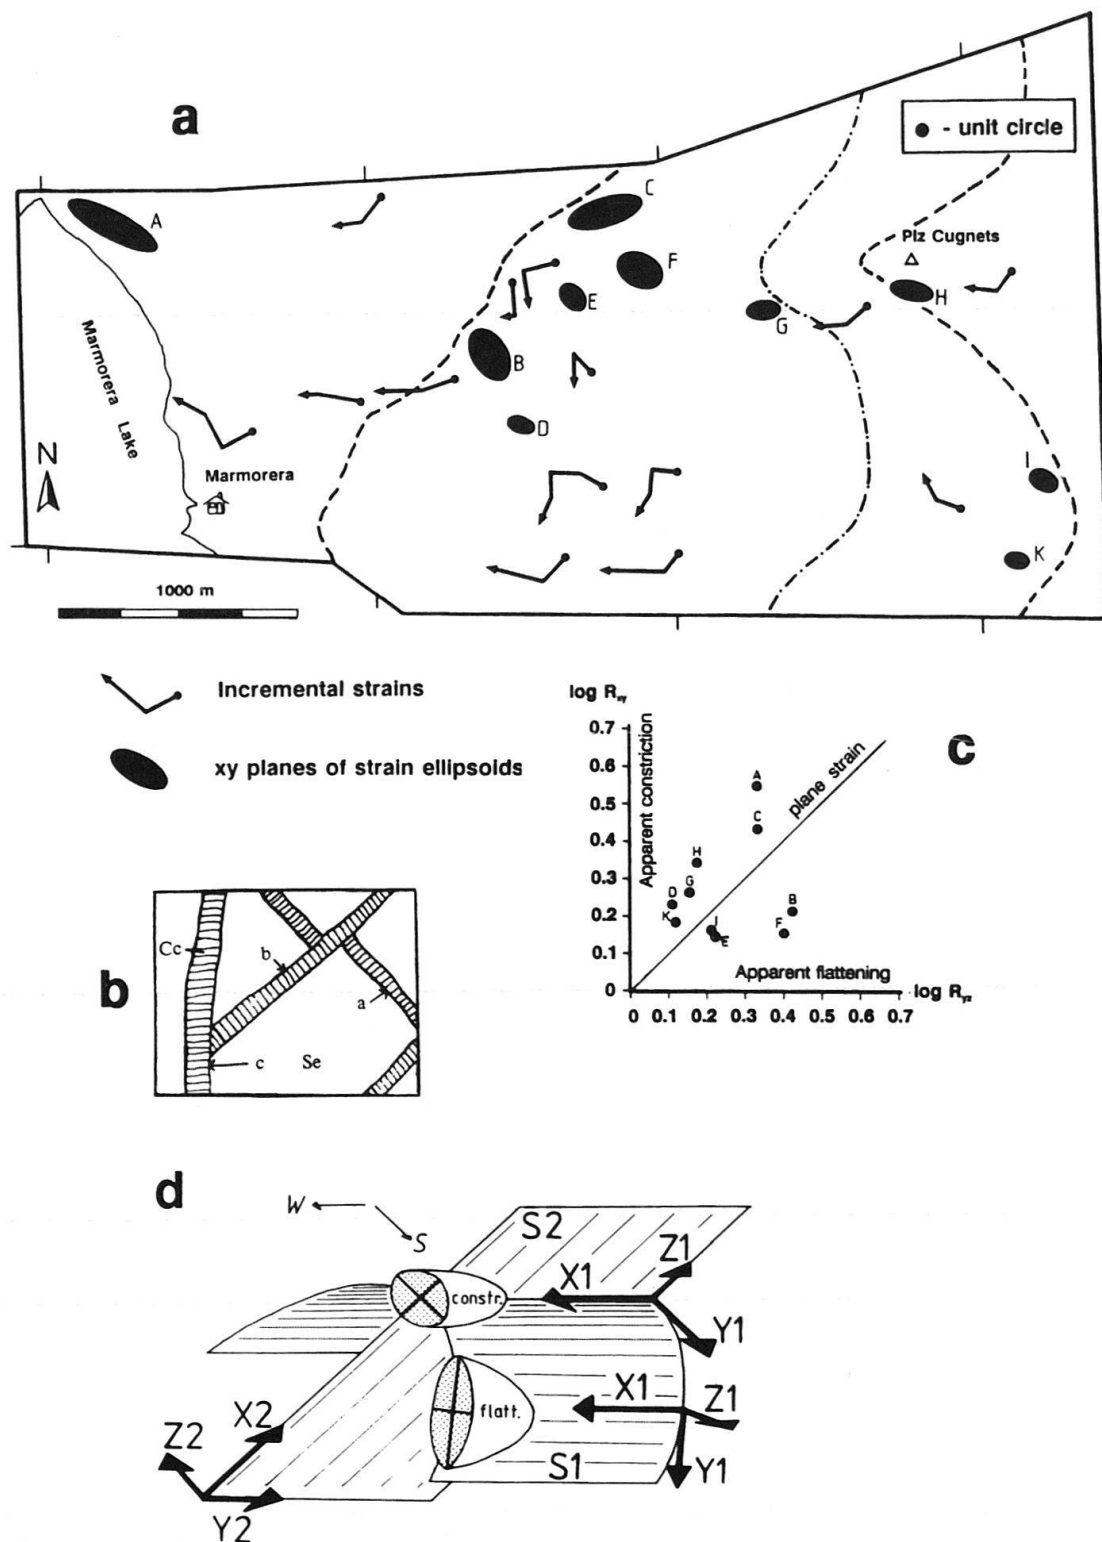 a
- unit circle
A
C
Piz Cugnets
F
E
H
G
B
Marmorera Lake
D
N
Marmorera
I
K
1000 m
Incremental strains
xy planes of strain ellipsoids
log Rxy
0.7
0.6
0.5
0.4
0.3
0.2
0.1
0
Apparent constriction
plane strain
c
A
C
H
G
D
K
I
E
B
F
Apparent flattening
log Ryz
0 0.1 0.2 0.3 0.4 0.5 0.6 0.7
b
Cc
b
a
c Se
d
W
S
S2
Z1
X1
constr.
Y1
X1
Z1
flatt.
X2
Z2
S1
Y1
Y2